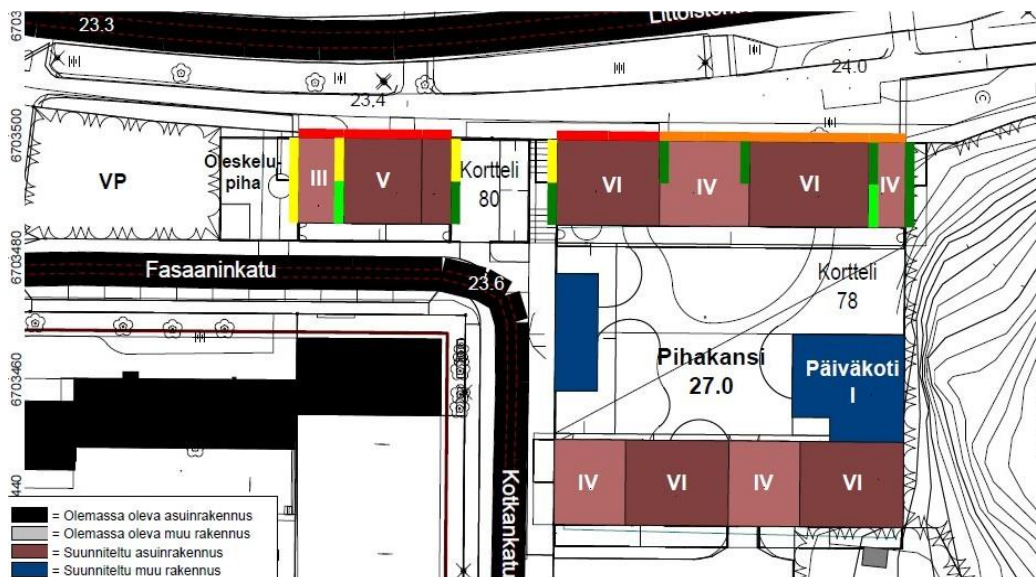 6703
23.3
24.0
23.4
6703500
VP
Oleskelu-
piha
III
V
Kortteli
80
VI
IV
VI
IV
6703480
Fasaaninkatu
23.6
Kortteli
78
6703460
Pihakansi
27.0
Päiväkoti
I
IV
VI
IV
VI
440
Kotkankatu
= Olemassa oleva asuinrakennus
= Olemassa oleva muu rakennus
= Suunniteltu asuinrakennus
= Suunniteltu muu rakennus